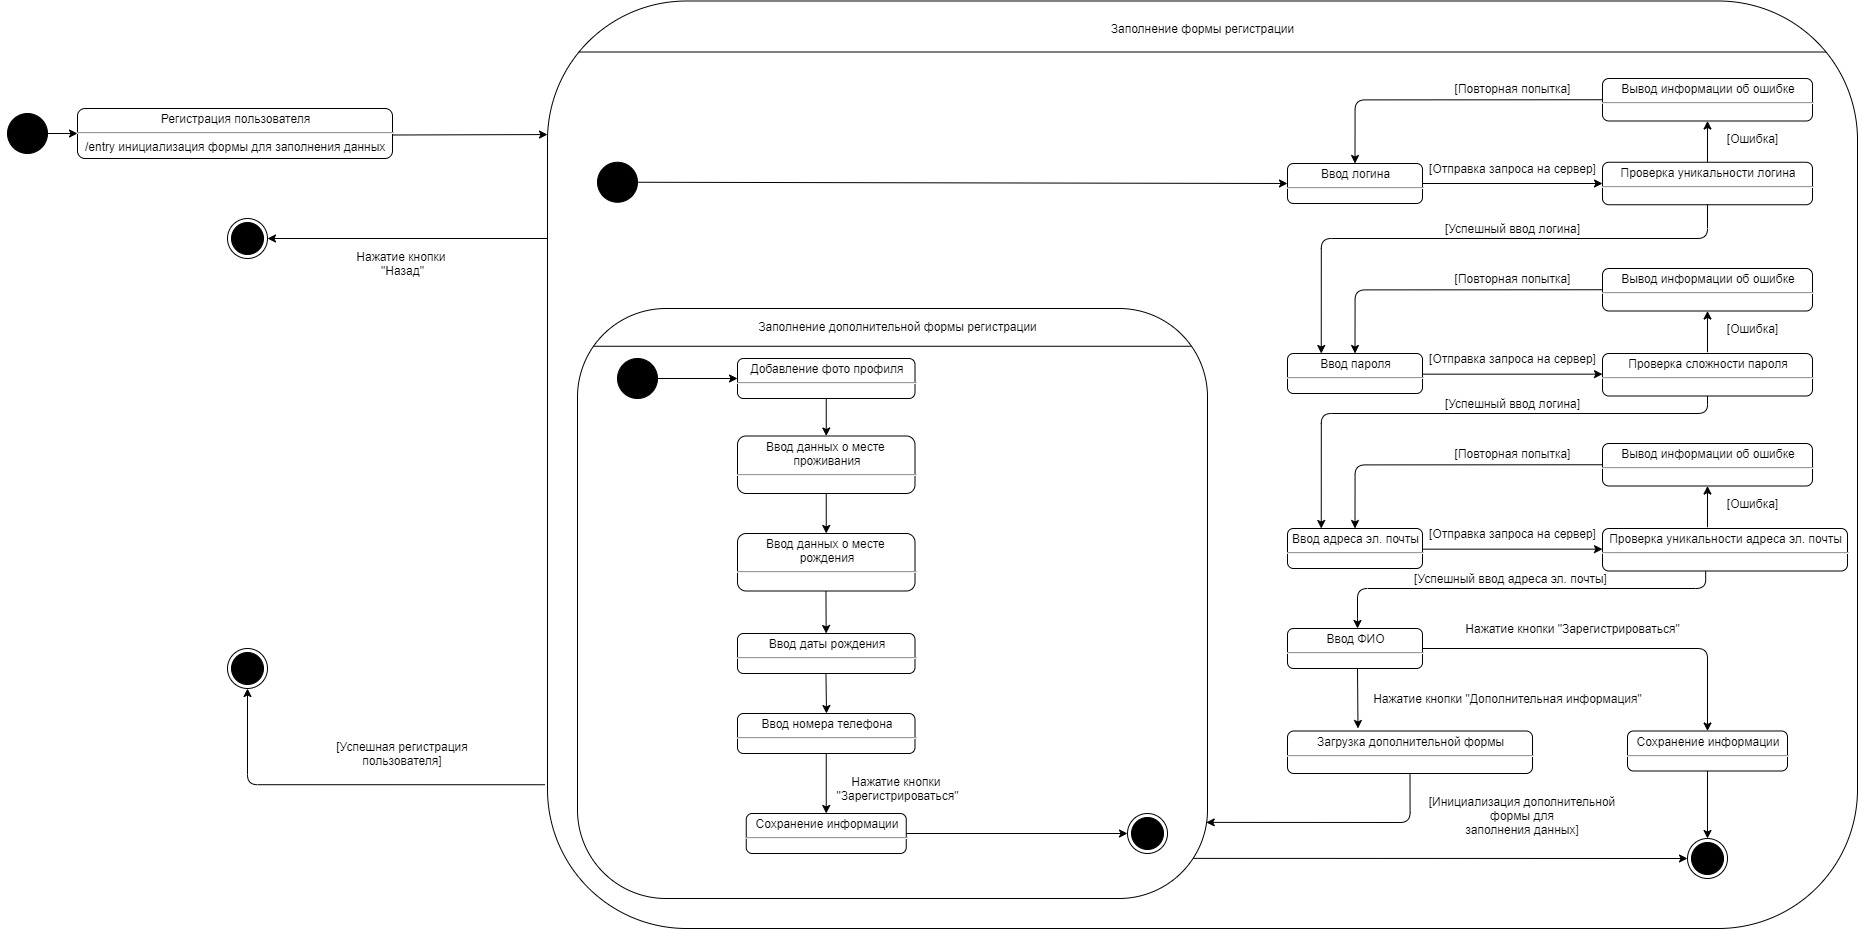 Заполнение формы регистрации
Регистрация пользователя
/entry инициализация формы для заполнения данных
Нажатие кнопки
"Назад"
[Повторная попытка]
Вывод информации об ошибке
[Ошибка]
Ввод логина
[Отправка запроса на сервер]
Проверка уникальности логина
[Успешный ввод логина]
[Повторная попытка]
Вывод информации об ошибке
[Ошибка]
Ввод пароля
[Отправка запроса на сервер]
Проверка сложности пароля
[Успешный ввод логина]
[Повторная попытка]
Вывод информации об ошибке
[Ошибка]
Ввод адреса эл. почты
[Отправка запроса на сервер]
Проверка уникальности адреса эл. почты
[Успешный ввод адреса эл. почты]
Ввод ФИО
Нажатие кнопки "Зарегистрироваться"
Нажатие кнопки "Дополнительная информация"
Загрузка дополнительной формы
Сохранение информации
[Инициализация дополнительной
формы для
заполнения данных]
Заполнение дополнительной формы регистрации
Добавление фото профиля
Ввод данных о месте
проживания
Ввод данных о месте
рождения
Ввод даты рождения
Ввод номера телефона
Нажатие кнопки
"Зарегистрироваться"
Сохранение информации
[Успешная регистрация
пользователя]